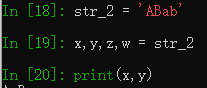 In [18]: str_2 = 'ABab'
In [19]: x,y,z,w = str_2
In [20]: print(x,y)